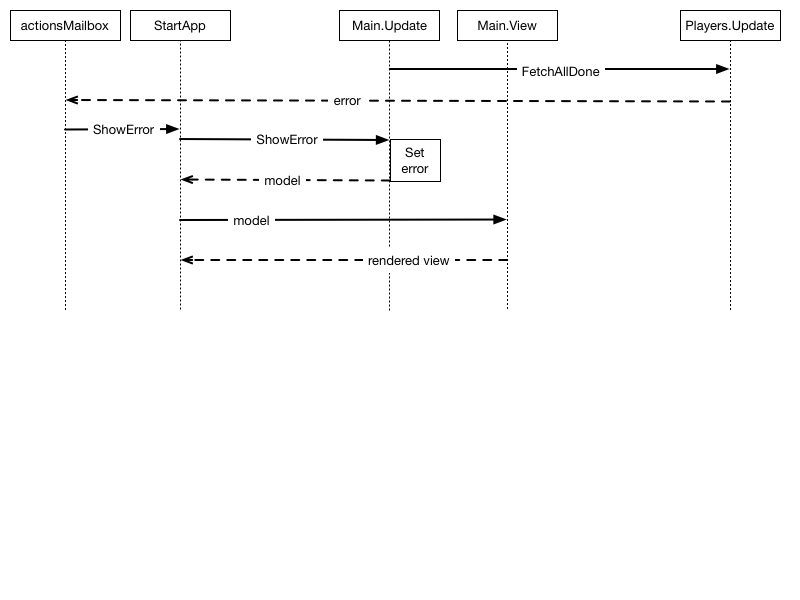 actionsMailbox
StartApp
Main.Update
Main.View
Players.Update
FetchAllDone
error
ShowError
ShowError
Set
error
model
model
rendered view